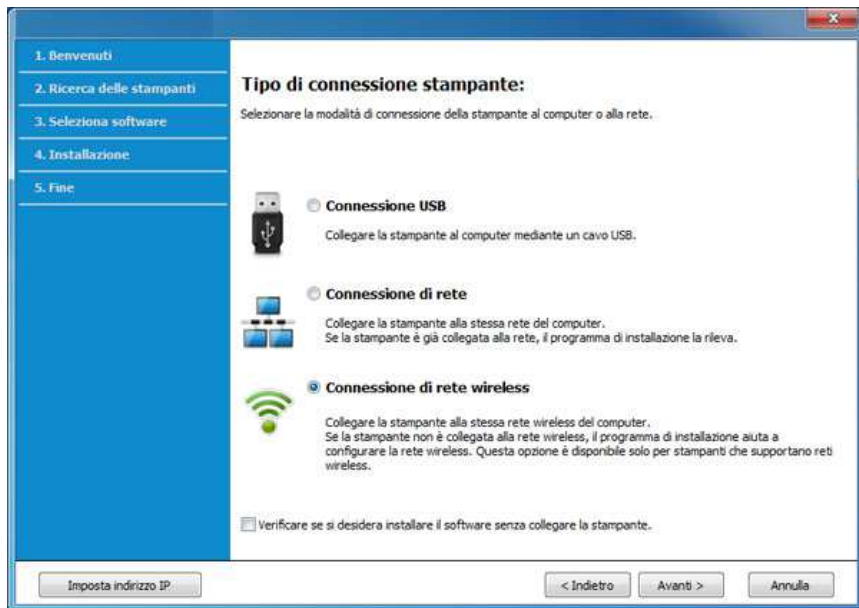 1. Benvenuti
2. Ricerca delle stampanti
3. Seleziona software
4. Installazione
5. Fine
Tipo di connessione stampante:
Selezionare la modalità di connessione della stampante al computer o alla rete.
Connessione USB
Collegare la stampante al computer mediante un cavo USB.
Connessione di rete
Collegare la stampante alla stessa rete del computer.
Se la stampante è già collegata alla rete, il programma di installazione la rileva.
Connessione di rete wireless
Collegare la stampante alla stessa rete wireless del computer.
Se la stampante non è collegata alla rete wireless, il programma di installazione aiuta a
configurare la rete wireless. Questa opzione è disponibile solo per stampanti che supportano reti
wireless.
Verificare se si desidera installare il software senza collegare la stampante.
Imposta indirizzo IP
< Indietro
Avanti >
Annulla